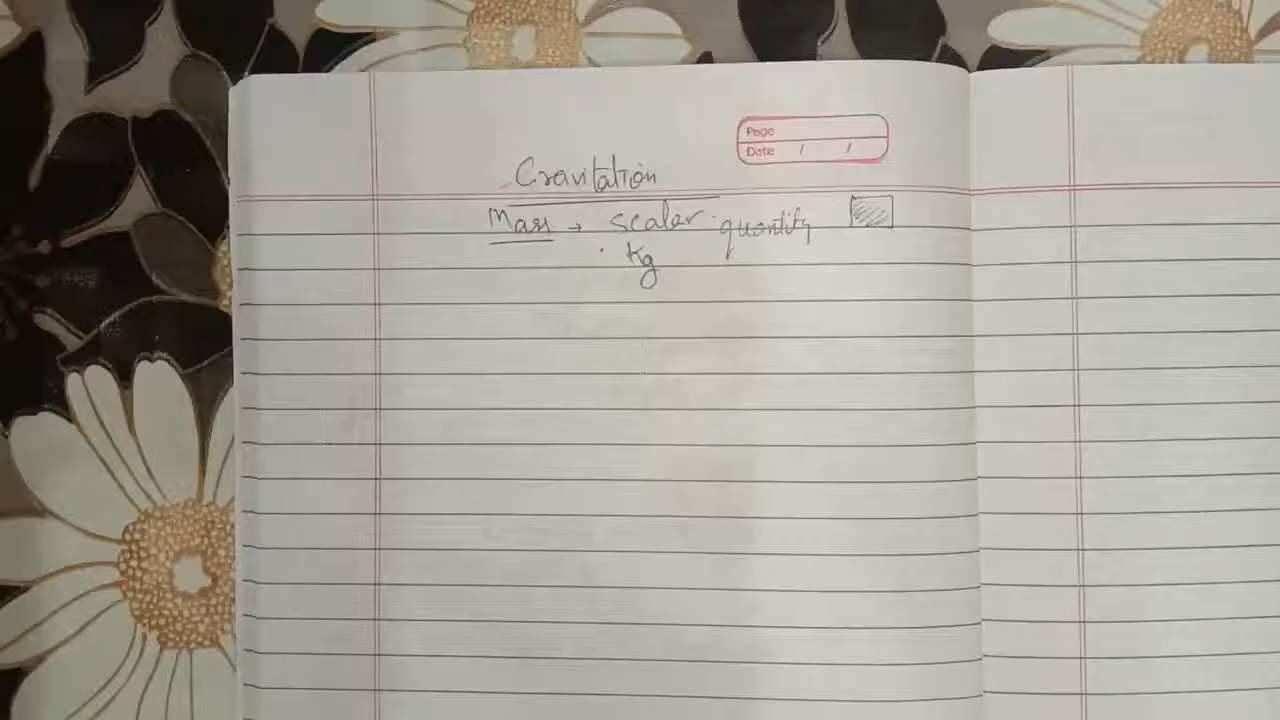 Page
Date / /
Gravitation
Mass → scalar quantity
Kg